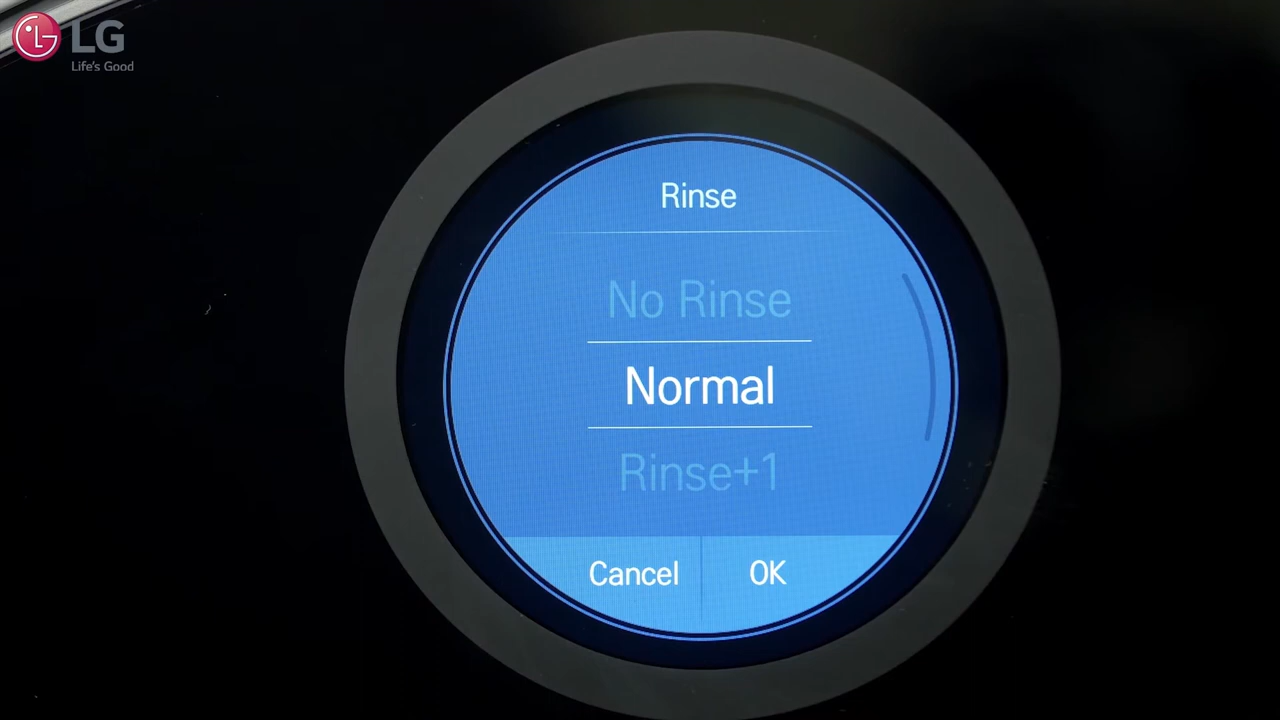 LG
Life's Good
Rinse
No Rinse
Normal
Rinse+1
Cancel OK